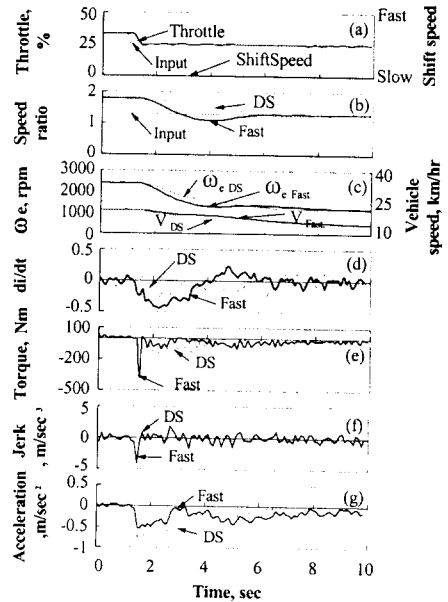 50
Throttle
(a)
Fast
Throttle, %
25
Input
ShiftSpeed
Shift speed
0
Slow
2
DS
(b)
Speed ratio
1
Input
Fast
0
3000
ωe DS
ωe Fast
(c)
40
ωe, rpm
2000
1000
25
Vehicle speed, km/hr
VDS
VFast
0
10
0.5
(d)
di/dt
DS
0
-0.5
Fast
100
Torque, Nm
-200
DS
(e)
-500
Fast
5
DS
(f)
Jerk, m/sec³
0
-5
Fast
0.5
Fast
(g)
Acceleration, m/sec²
0
-0.5
DS
-1
0 2 4 6 8 10
Time, sec